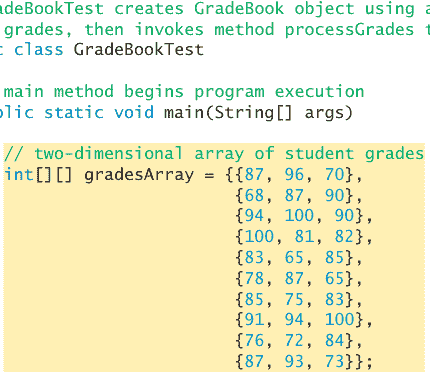 deBookTest creates GradeBook object using
grades, then invokes method processGrades
class GradeBookTest
main method begins program execution
static void main(String[] args)
// two-dimensional array of student grades
int[][] gradesArray = {{87, 96, 70},
{68, 87, 90},
{94, 100, 90},
{100, 81, 82},
{83, 65, 85},
{78, 87, 65},
{85, 75, 83},
{91, 94, 100},
{76, 72, 84},
{87, 93, 73}};